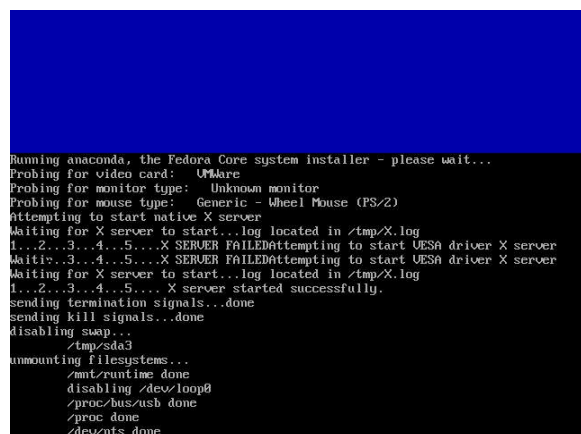 Running anaconda, the Fedora Core system installer - please wait...
Probing for video card:   VMWare
Probing for monitor type:   Unknown monitor
Probing for mouse type:   Generic - Wheel Mouse (PS/2)
Attempting to start native X server
Waiting for X server to start...log located in /tmp/X.log
1...2...3...4...5....X SERVER FAILEDAttempting to start VESA driver X server
Waiting..3...4...5....X SERVER FAILEDAttempting to start VESA driver X server
Waiting for X server to start...log located in /tmp/X.log
1...2...3...4...5.... X server started successfully.
sending termination signals...done
sending kill signals...done
disabling swap...
/tmp/sda3
unmounting filesystems...
/mnt/runtime done
disabling /dev/loop0
/proc/bus/usb done
/proc done
/dev/pts done